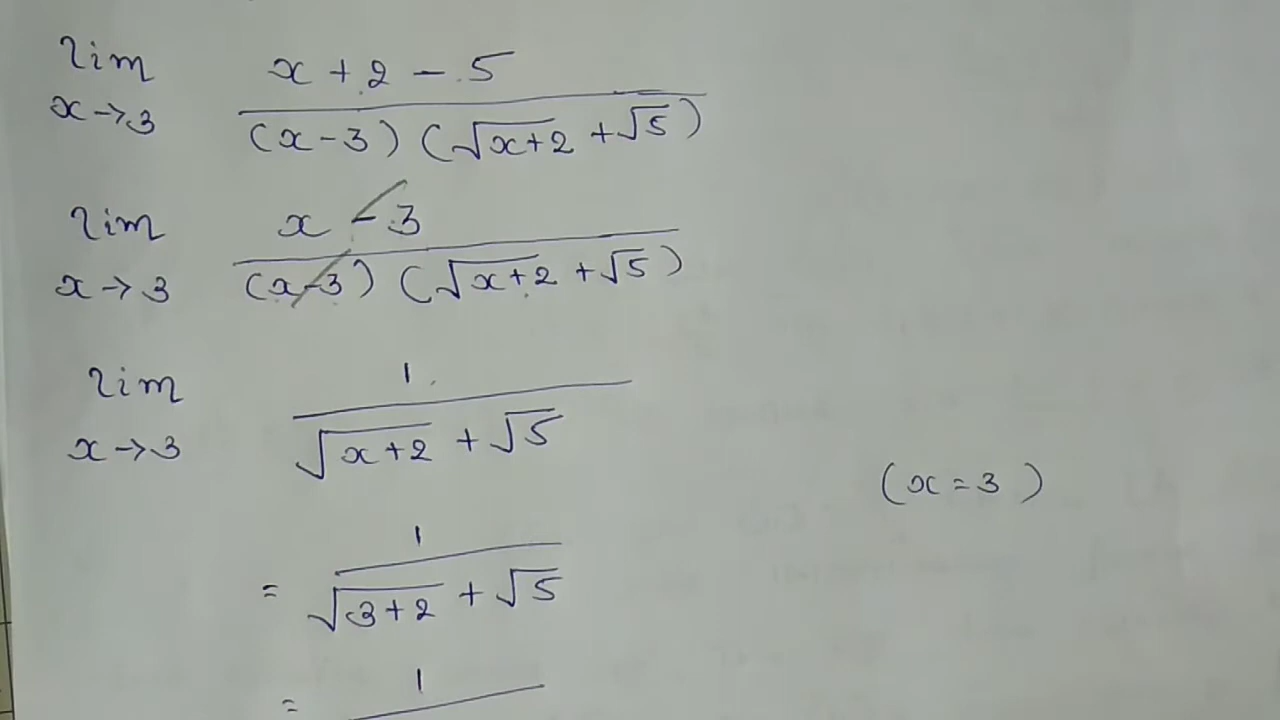 lim x + 2 - 5
x→3 (x-3) (√x+2 + √5)
lim x - 3
x→3 (x-3) (√x+2 + √5)
lim 1
x→3 √x+2 + √5
(x = 3)
1
= √3+2 + √5
1
=